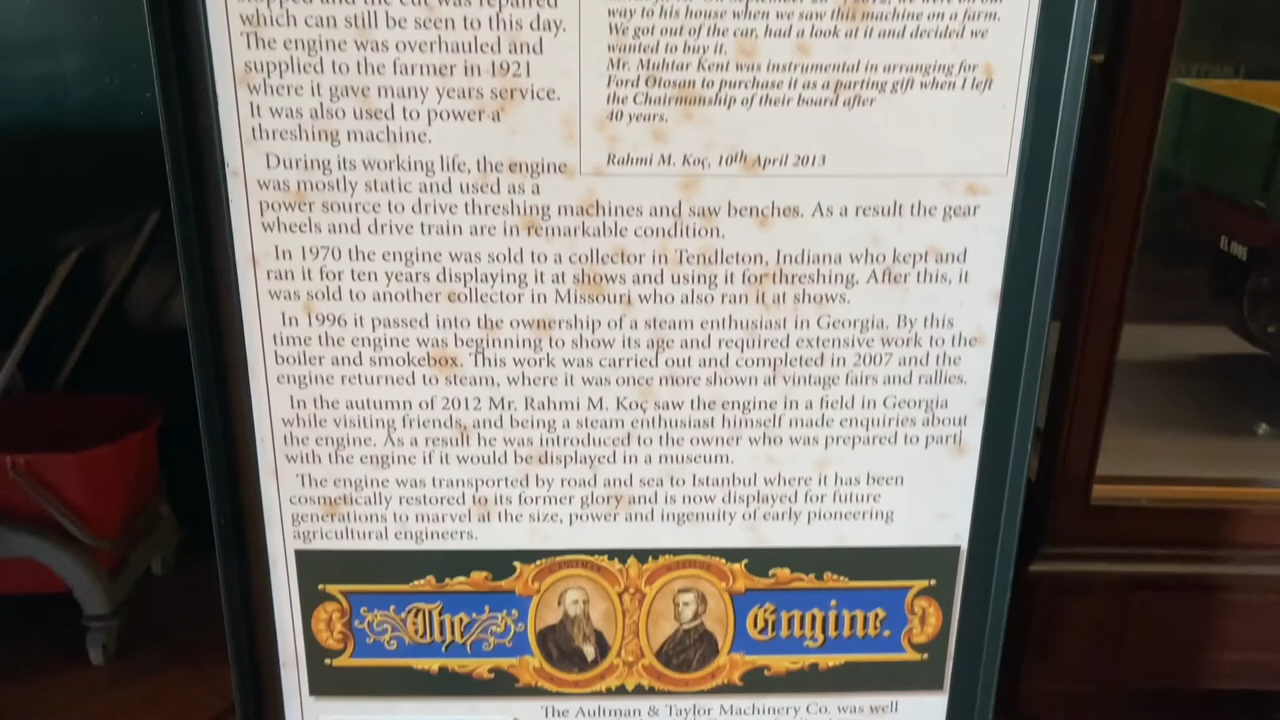 stopped and the cut was repaired
which can still be seen to this day.
The engine was overhauled and
supplied to the farmer in 1921
where it gave many years service.
It was also used to power a
threshing machine.
way to his house when we saw this machine on a farm.
We got out of the car, had a look at it and decided we
wanted to buy it.
Mr. Muhtar Kent was instrumental in arranging for
Ford Otosan to purchase it as a parting gift when I left
the Chairmanship of their board after
40 years.
Rahmi M. Koç, 10th April 2013
During its working life, the engine
was mostly static and used as a
power source to drive threshing machines and saw benches. As a result the gear
wheels and drive train are in remarkable condition.
In 1970 the engine was sold to a collector in Tendleton, Indiana who kept and
ran it for ten years displaying it at shows and using it for threshing. After this, it
was sold to another collector in Missouri who also ran it at shows.
In 1996 it passed into the ownership of a steam enthusiast in Georgia. By this
time the engine was beginning to show its age and required extensive work to the
boiler and smokebox. This work was carried out and completed in 2007 and the
engine returned to steam, where it was once more shown at vintage fairs and rallies.
In the autumn of 2012 Mr. Rahmi M. Koç saw the engine in a field in Georgia
while visiting friends, and being a steam enthusiast himself made enquiries about
the engine. As a result he was introduced to the owner who was prepared to part
with the engine if it would be displayed in a museum.
The engine was transported by road and sea to Istanbul where it has been
cosmetically restored to its former glory and is now displayed for future
generations to marvel at the size, power and ingenuity of early pioneering
agricultural engineers.
The Engine.
The Aultman & Taylor Machinery Co. was well